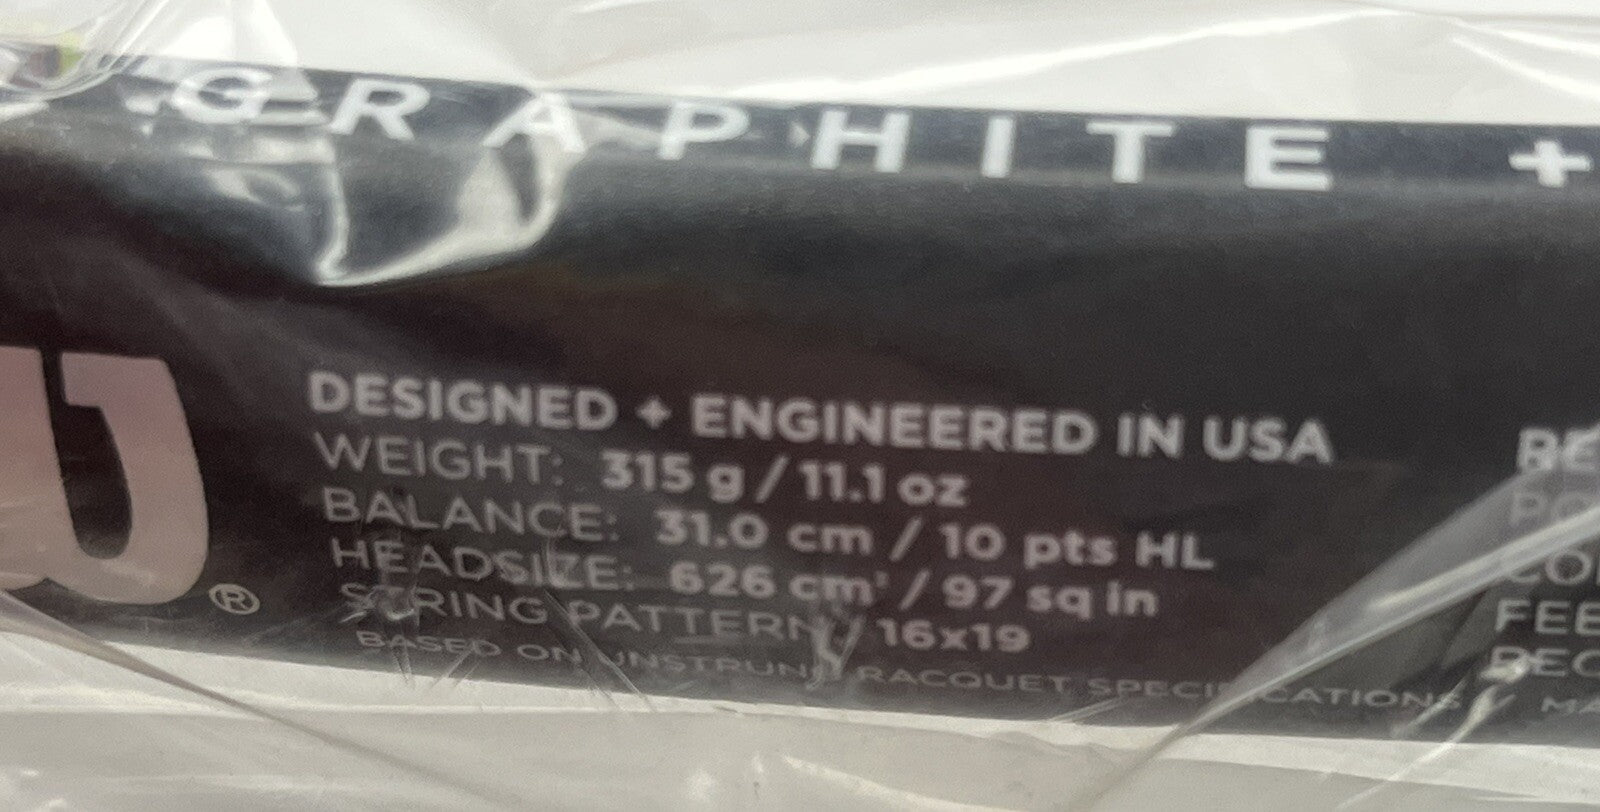 GRAPHITE +
DESIGNED + ENGINEERED IN USA
WEIGHT: 315 g / 11.1 oz
BALANCE: 31.0 cm / 10 pts HL
HEADSIZE: 626 cm² / 97 sq in
STRING PATTERN: 16x19
BASED ON UNSTRUNG RACQUET SPECIFICATIONS
®